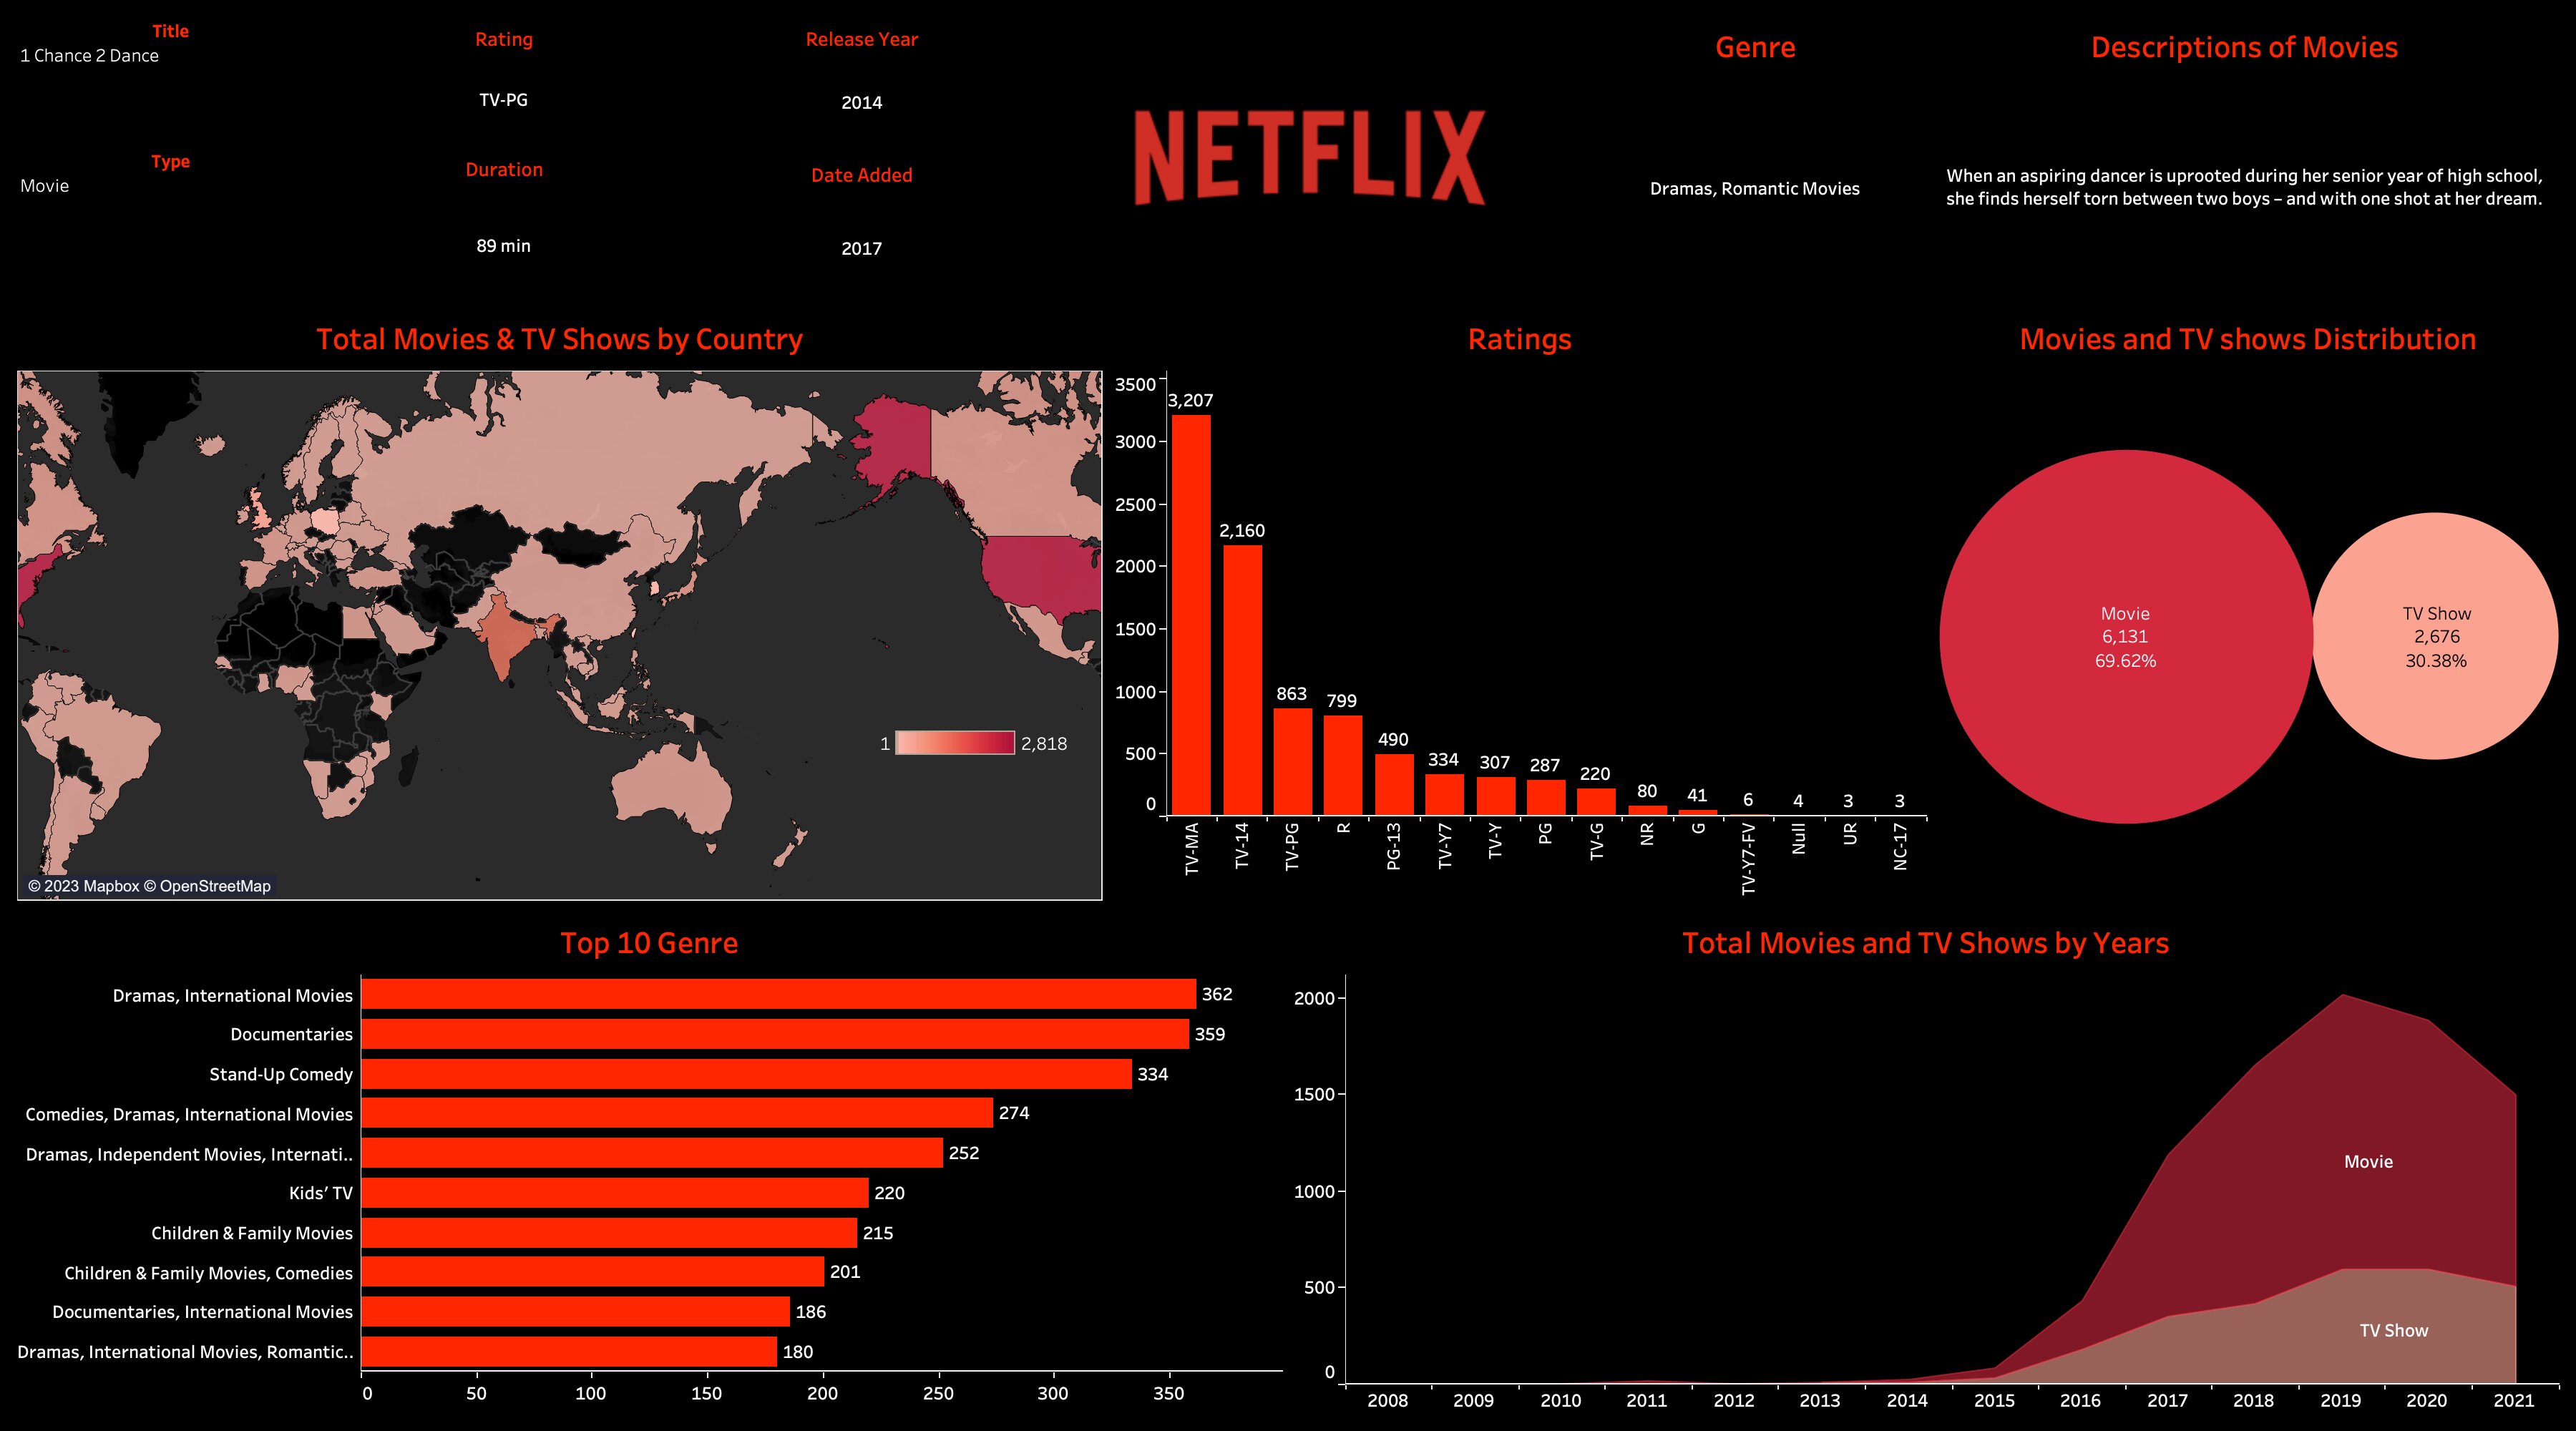 Title
1 Chance 2 Dance
Rating
TV-PG
Release Year
2014
Type
Movie
Duration
89 min
Date Added
2017
NETFLIX
Genre
Dramas, Romantic Movies
Descriptions of Movies
When an aspiring dancer is uprooted during her senior year of high school,
she finds herself torn between two boys – and with one shot at her dream.
Total Movies & TV Shows by Country
1
2,818
© 2023 Mapbox © OpenStreetMap
Ratings
3500
3000
2500
2000
1500
1000
500
0
3,207
2,160
863
799
490
334
307
287
220
80
41
6
4
3
3
TV-MA
TV-14
TV-PG
R
PG-13
TV-Y7
TV-Y
PG
TV-G
NR
G
TV-Y7-FV
Null
UR
NC-17
Movies and TV shows Distribution
Movie
6,131
69.62%
TV Show
2,676
30.38%
Top 10 Genre
Dramas, International Movies
362
Documentaries
359
Stand-Up Comedy
334
Comedies, Dramas, International Movies
274
Dramas, Independent Movies, Internati..
252
Kids’ TV
220
Children & Family Movies
215
Children & Family Movies, Comedies
201
Documentaries, International Movies
186
Dramas, International Movies, Romantic..
180
0 50 100 150 200 250 300 350
Total Movies and TV Shows by Years
2000
1500
1000
500
0
Movie
TV Show
2008 2009 2010 2011 2012 2013 2014 2015 2016 2017 2018 2019 2020 2021